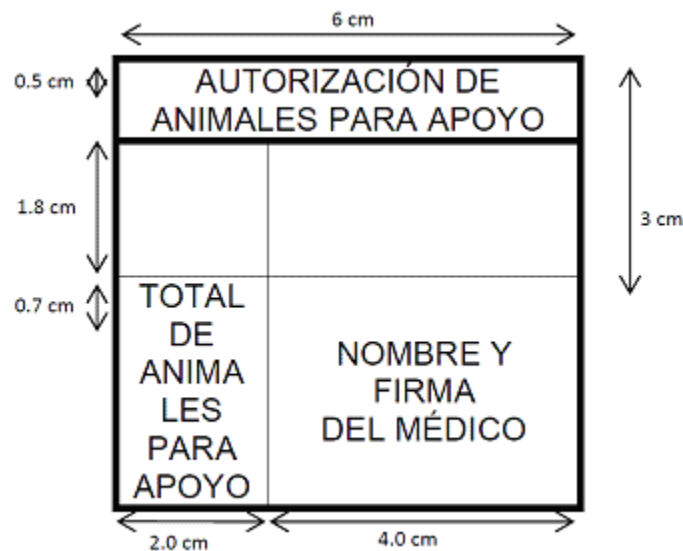 6 cm
0.5 cm
AUTORIZACIÓN DE
ANIMALES PARA APOYO
1.8 cm
3 cm
0.7 cm
TOTAL
DE
ANIMA
LES
PARA
APOYO
NOMBRE Y
FIRMA
DEL MÉDICO
2.0 cm
4.0 cm